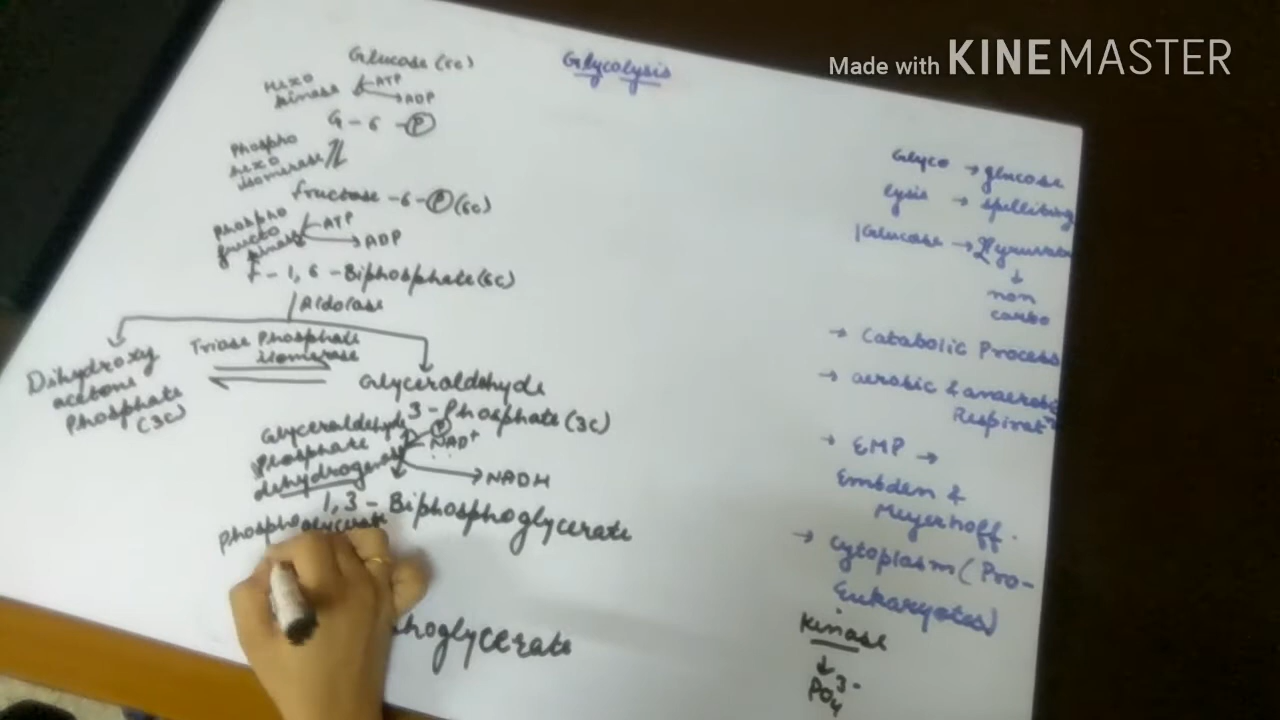 Made with KINEMASTER
Glycolysis
Glucose (6C)
Hexo
kinase
ATP
ADP
G-6-P
Phospho
hexo
isomerase
fructose-6-P (6C)
Phospho
fructo
kinase
ATP
ADP
F-1,6-Biphosphate (6C)
Aldolase
Dihydroxy
acetone
Phosphate
(3C)
Triose Phosphate
isomerase
Glyceraldehyde
3-Phosphate (3C)
Glyceraldehyde
Phosphate
dehydrogenase
P
NAD+
NADH
1,3-Biphosphoglycerate
Phosphoglycerate
hoglycerate
Glyco → glucose
lysis → spliting
1 Glucose →
↓
non
carbo
→ Catabolic Process
→ aerobic & anaerobic
Respirat
→ EMP →
Embden &
Meyerhoff.
→ Cytoplasm (Pro-
Eukaryotes)
Kinase
↓
PO4 3-